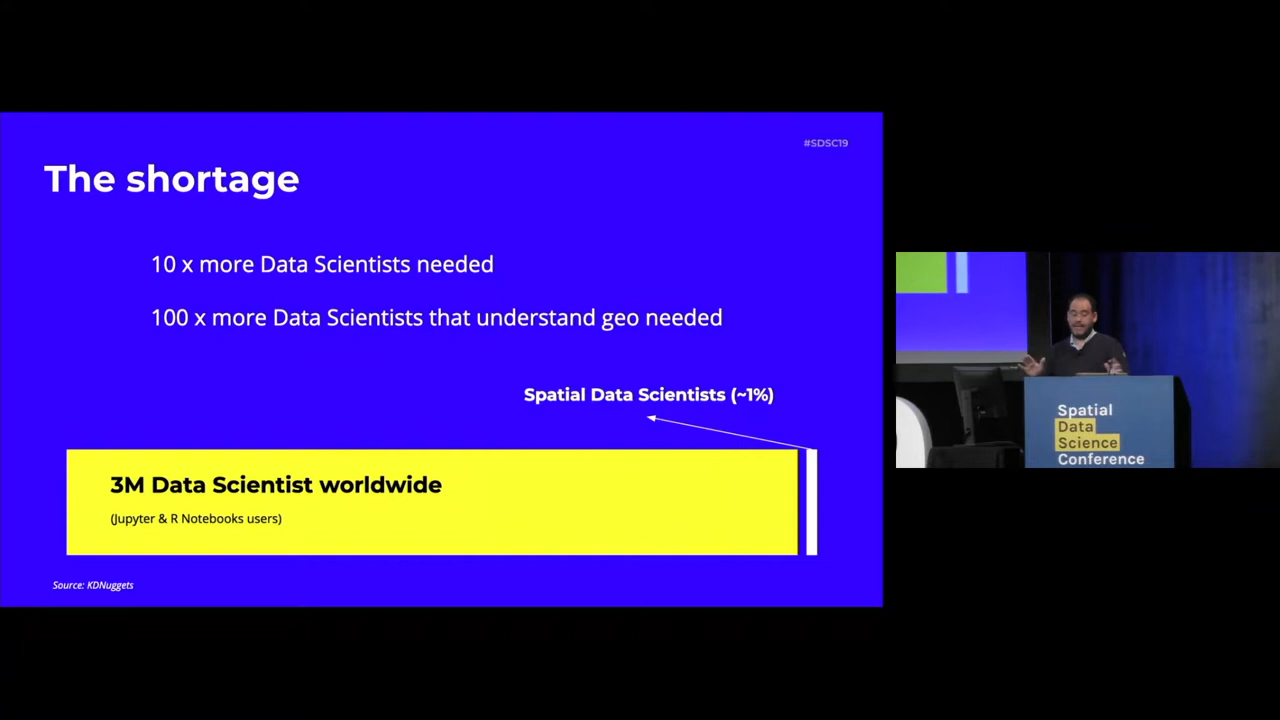 #SDSC19
The shortage
10 x more Data Scientists needed
100 x more Data Scientists that understand geo needed
Spatial Data Scientists (~1%)
3M Data Scientist worldwide
(Jupyter & R Notebooks users)
Source: KDNuggets
Spatial
Data
Science
Conference